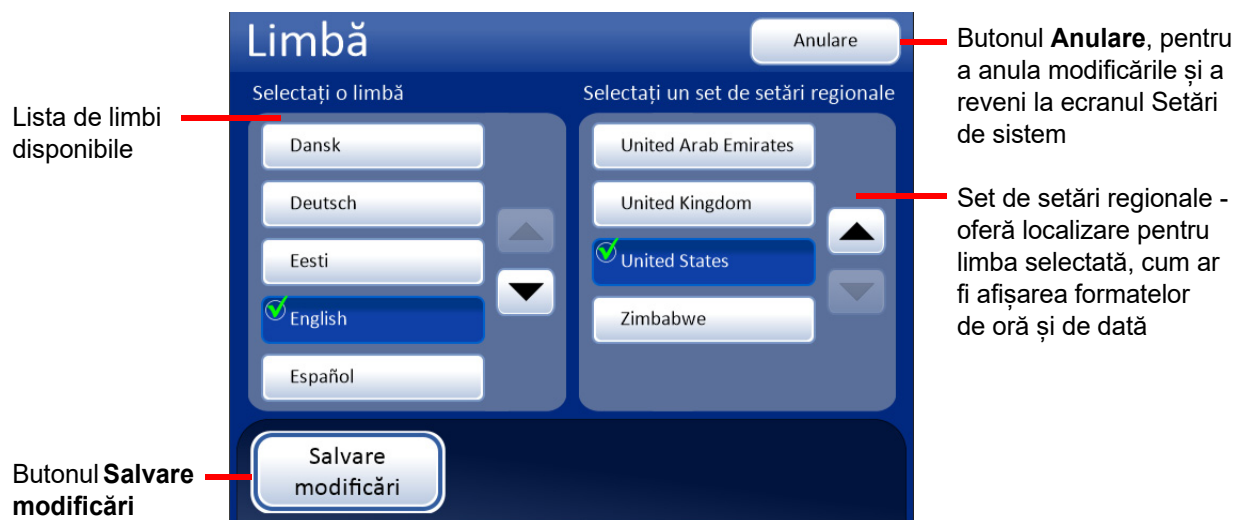 Limbă
Anulare
Selectați o limbă
Selectați un set de setări regionale
Dansk
Deutsch
Eesti
English
Español
United Arab Emirates
United Kingdom
United States
Zimbabwe
Salvare
modificări
Lista de limbi
disponibile
Butonul Salvare
modificări
Butonul Anulare, pentru
a anula modificările și a
reveni la ecranul Setări
de sistem
Set de setări regionale -
oferă localizare pentru
limba selectată, cum ar
fi afișarea formatelor
de oră și de dată